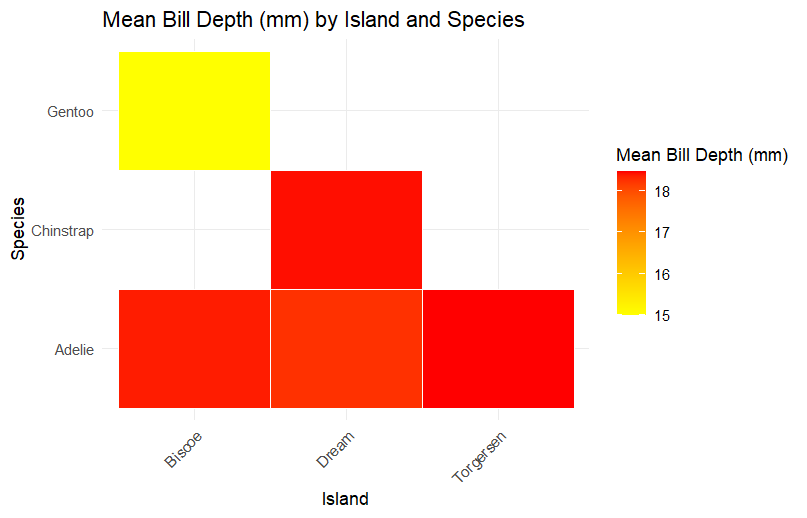 Mean Bill Depth (mm) by Island and Species
Gentoo
Chinstrap
Adelie
Species
Biscoe
Dream
Torgersen
Island
Mean Bill Depth (mm)
18
17
16
15